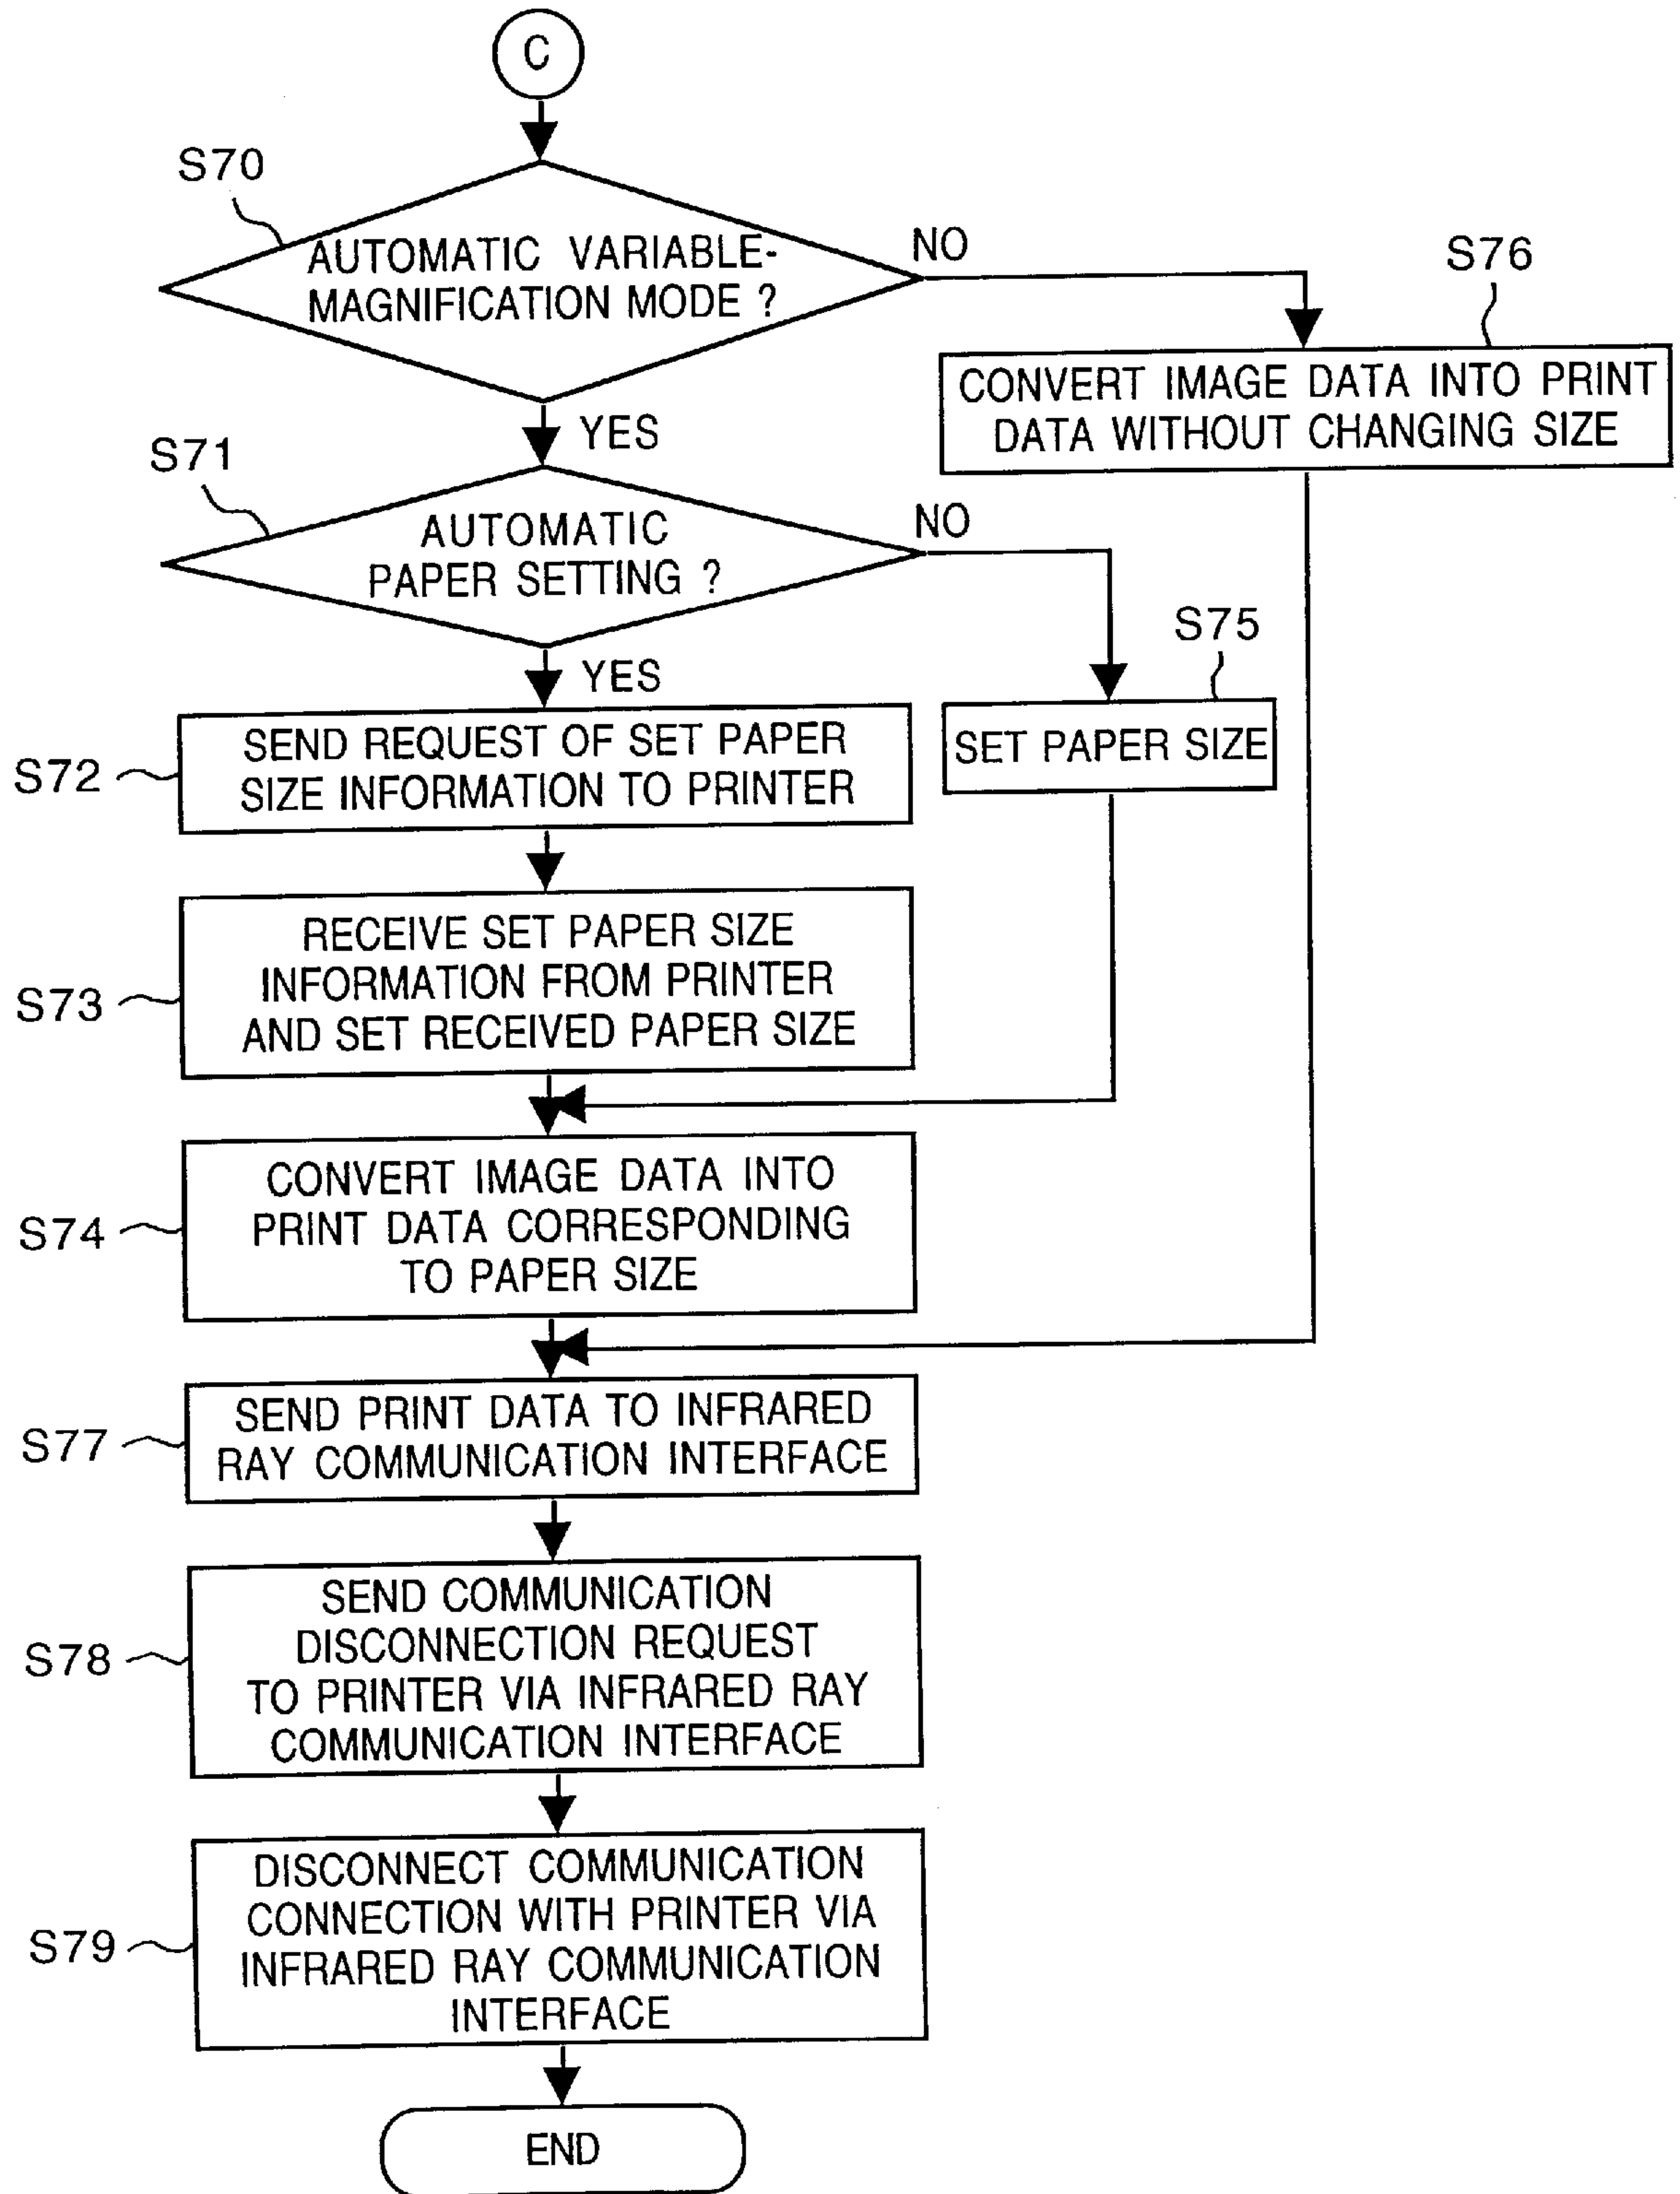 C
S70
AUTOMATIC VARIABLE-
MAGNIFICATION MODE ?
NO
YES
S76
CONVERT IMAGE DATA INTO PRINT
DATA WITHOUT CHANGING SIZE
S71
AUTOMATIC
PAPER SETTING ?
NO
YES
S75
SET PAPER SIZE
S72
SEND REQUEST OF SET PAPER
SIZE INFORMATION TO PRINTER
S73
RECEIVE SET PAPER SIZE
INFORMATION FROM PRINTER
AND SET RECEIVED PAPER SIZE
S74
CONVERT IMAGE DATA INTO
PRINT DATA CORRESPONDING
TO PAPER SIZE
S77
SEND PRINT DATA TO INFRARED
RAY COMMUNICATION INTERFACE
S78
SEND COMMUNICATION
DISCONNECTION REQUEST
TO PRINTER VIA INFRARED RAY
COMMUNICATION INTERFACE
S79
DISCONNECT COMMUNICATION
CONNECTION WITH PRINTER VIA
INFRARED RAY COMMUNICATION
INTERFACE
END